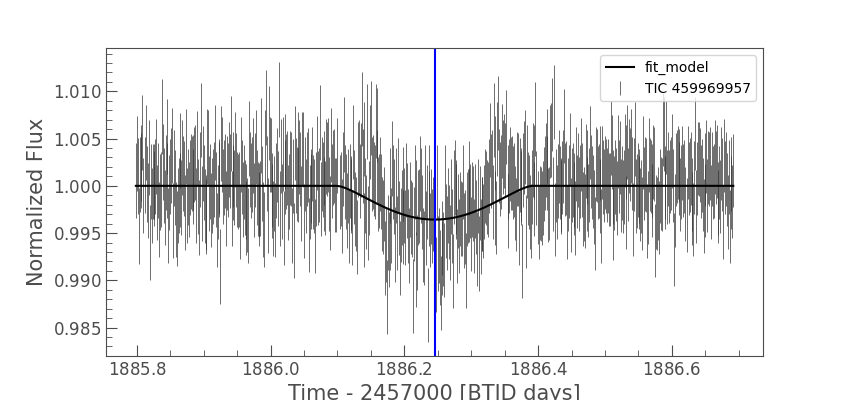 fit_model
TIC 459969957
Normalized Flux
1.010
1.005
1.000
0.995
0.990
0.985
1885.8 1886.0 1886.2 1886.4 1886.6
Time - 2457000 [BTJD days]